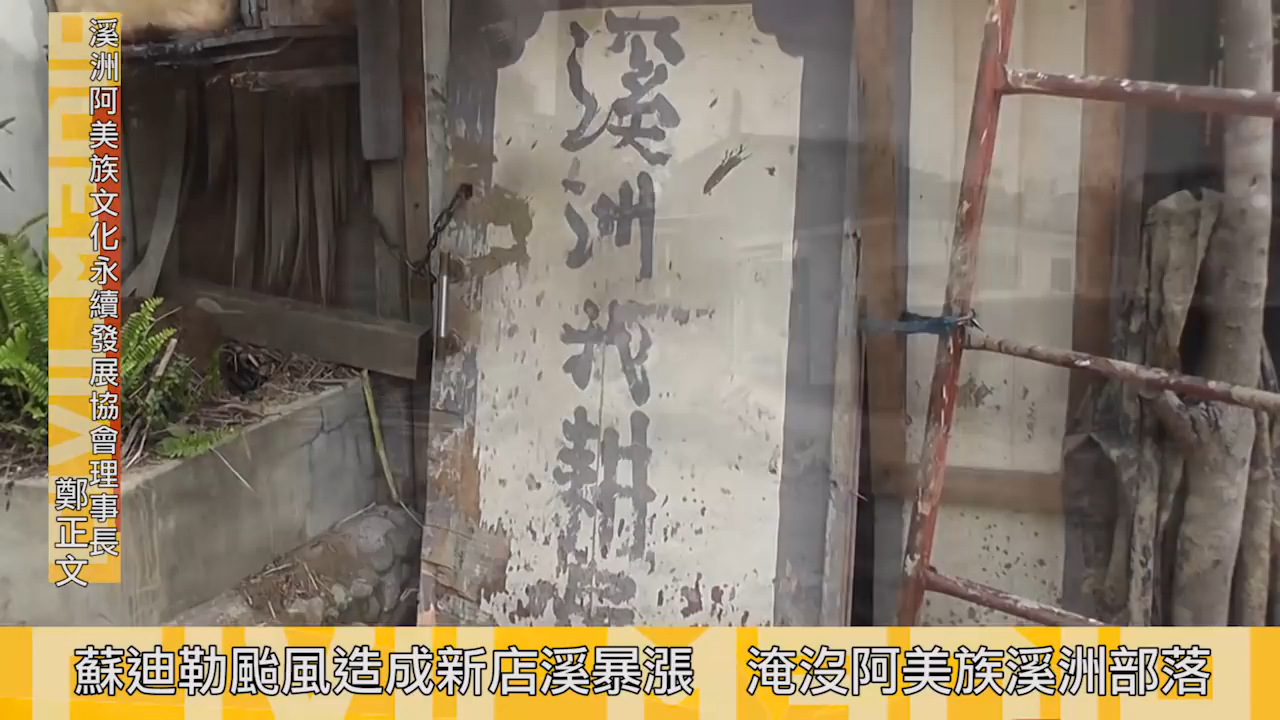 溪洲阿美族文化永續發展協會理事長
鄭正文
溪洲
耕
蘇迪勒颱風造成新店溪暴漲　淹沒阿美族溪洲部落